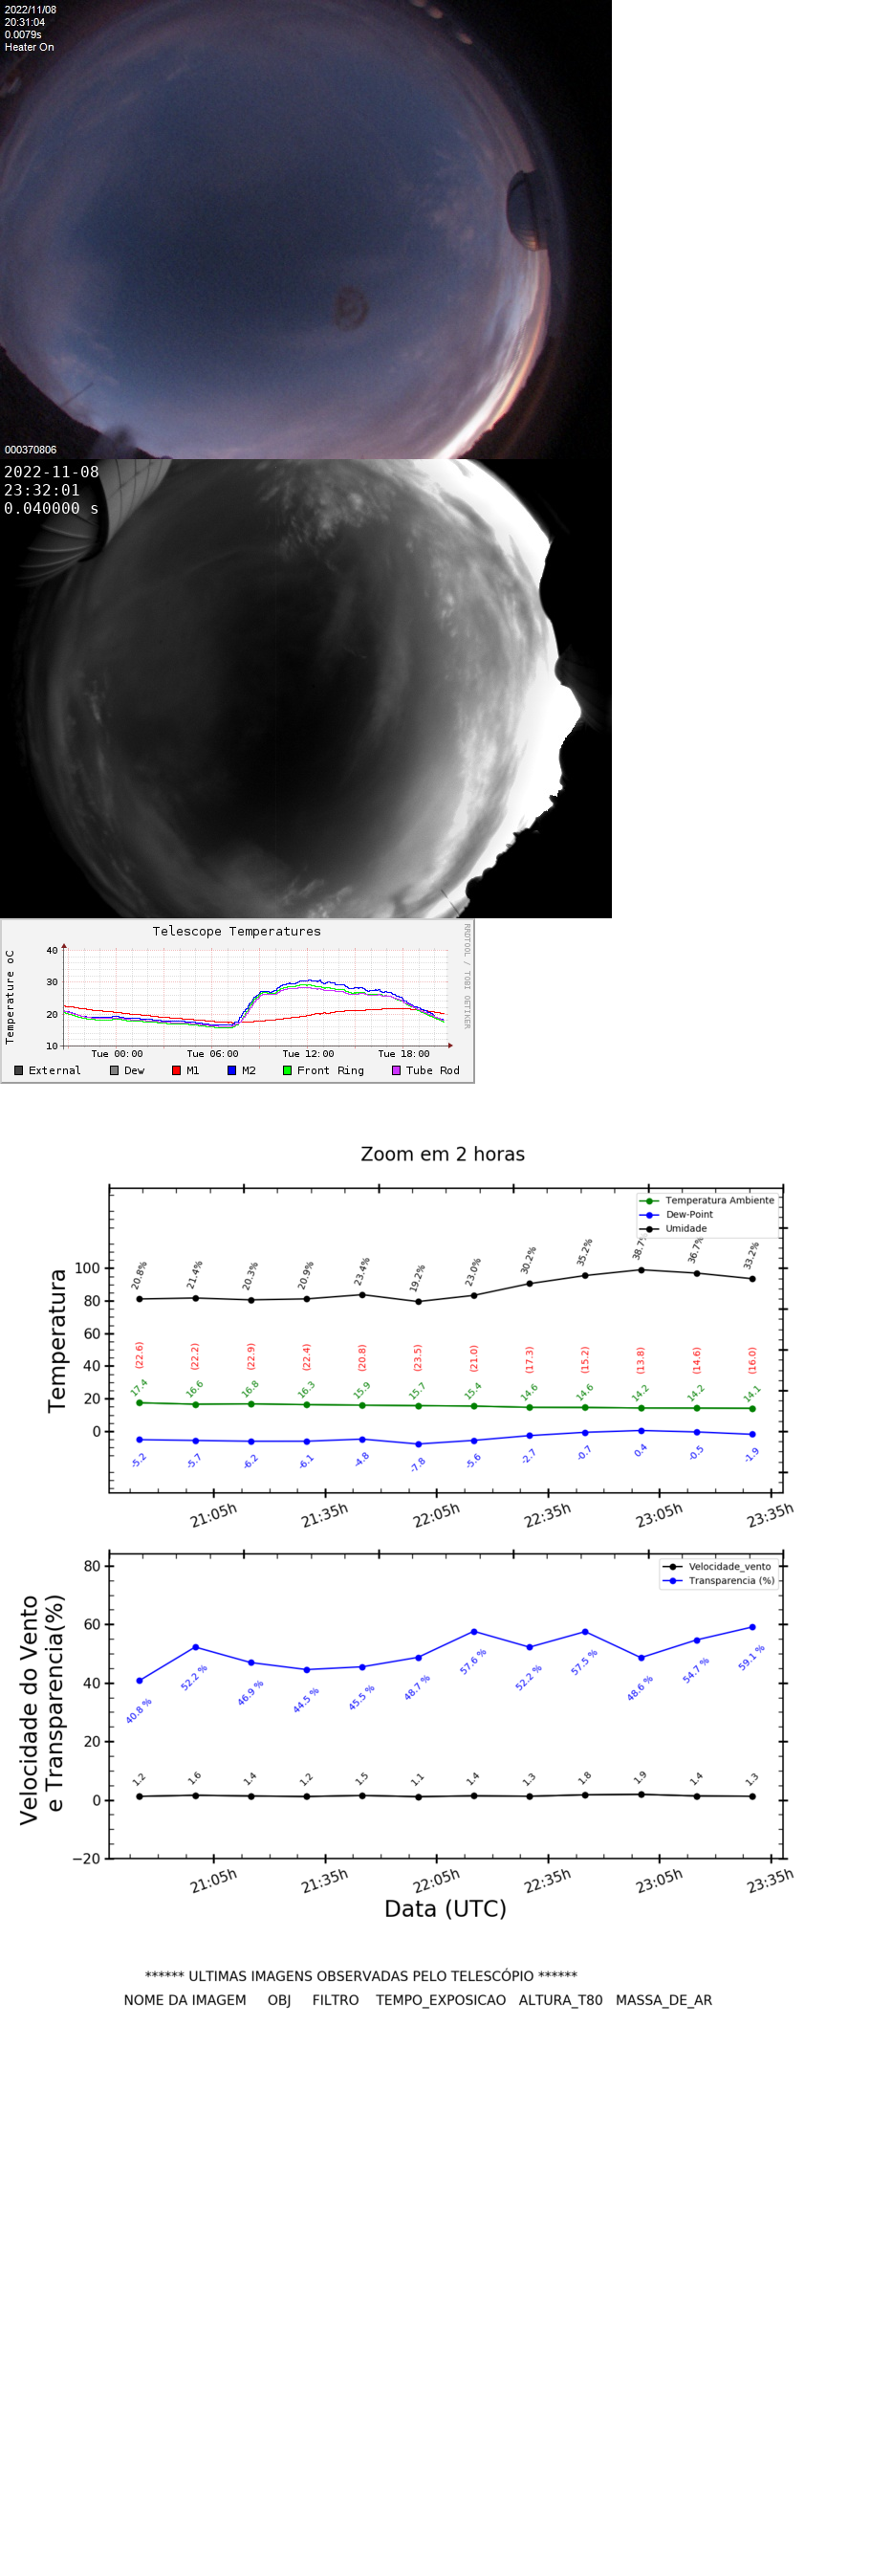 2022/11/08
20:31:04
0.0079s
Heater On
000370806
2022-11-08
23:32:01
0.040000 s
Telescope Temperatures
RRDTOOL / TOBI OETIKER
Temperature oC
40
30
20
10
Tue 00:00 Tue 06:00 Tue 12:00 Tue 18:00
External Dew M1 M2 Front Ring Tube Rod
Zoom em 2 horas
Temperatura Ambiente
Dew-Point
Umidade
Temperatura
100
80
60
40
20
0
20.8% 21.4% 20.3% 20.9% 23.4% 19.2% 23.0% 30.2% 35.2% 38.7% 36.7% 33.2%
(22.6) (22.2) (22.9) (22.4) (20.8) (23.5) (21.0) (17.3) (15.2) (13.8) (14.6) (16.0)
17.4 16.6 16.8 16.3 15.9 15.7 15.4 14.6 14.6 14.2 14.2 14.1
-5.2 -5.7 -6.2 -6.1 -4.8 -7.8 -5.6 -2.7 -0.7 0.4 -0.5 -1.9
21:05h 21:35h 22:05h 22:35h 23:05h 23:35h
Velocidade_vento
Transparencia (%)
Velocidade do Vento
e Transparencia(%)
80
60
40
20
0
−20
40.8 % 52.2 % 46.9 % 44.5 % 45.5 % 48.7 % 57.6 % 52.2 % 57.5 % 48.6 % 54.7 % 59.1 %
1.2 1.6 1.4 1.2 1.5 1.1 1.4 1.3 1.8 1.9 1.4 1.3
21:05h 21:35h 22:05h 22:35h 23:05h 23:35h
Data (UTC)
****** ULTIMAS IMAGENS OBSERVADAS PELO TELESCÓPIO ******
NOME DA IMAGEM OBJ FILTRO TEMPO_EXPOSICAO ALTURA_T80 MASSA_DE_AR